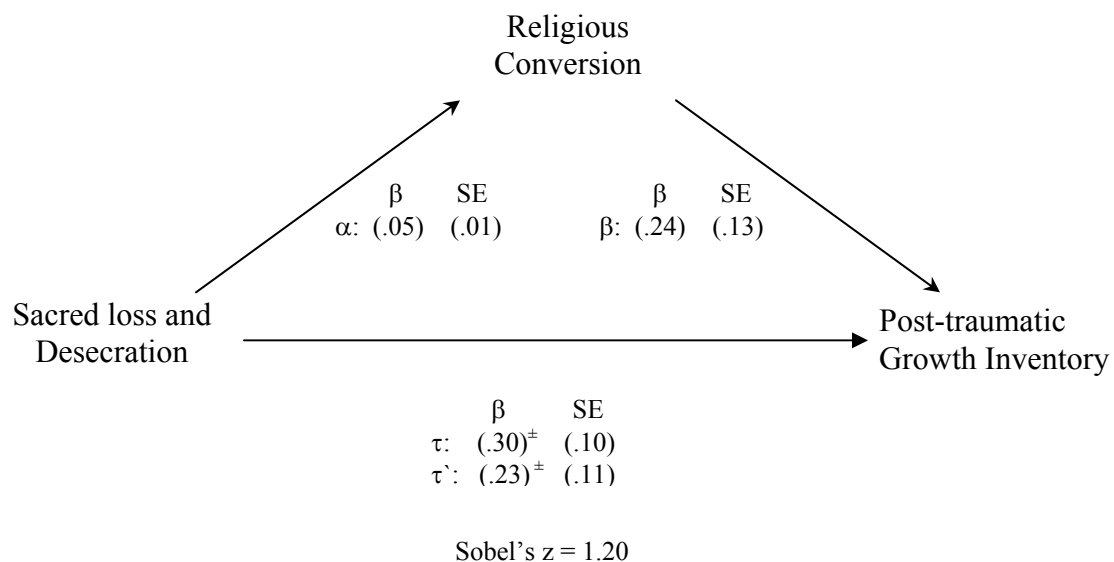 Religious
Conversion
β SE β SE
α: (.05) (.01) β: (.24) (.13)
Sacred loss and
Desecration
Post-traumatic
Growth Inventory
β SE
τ: (.30)± (.10)
τ`: (.23)± (.11)
Sobel’s z = 1.20